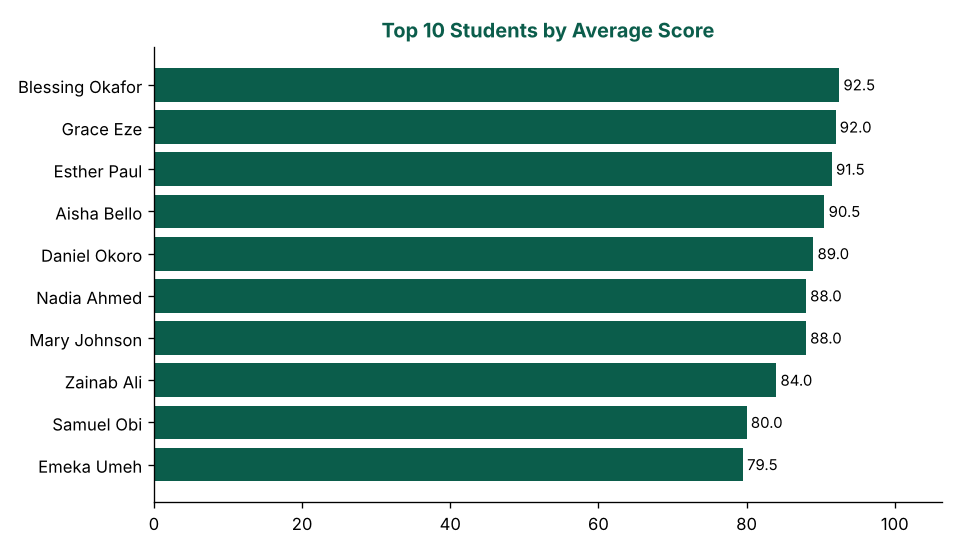 Top 10 Students by Average Score
Blessing Okafor 92.5
Grace Eze 92.0
Esther Paul 91.5
Aisha Bello 90.5
Daniel Okoro 89.0
Nadia Ahmed 88.0
Mary Johnson 88.0
Zainab Ali 84.0
Samuel Obi 80.0
Emeka Umeh 79.5
0 20 40 60 80 100